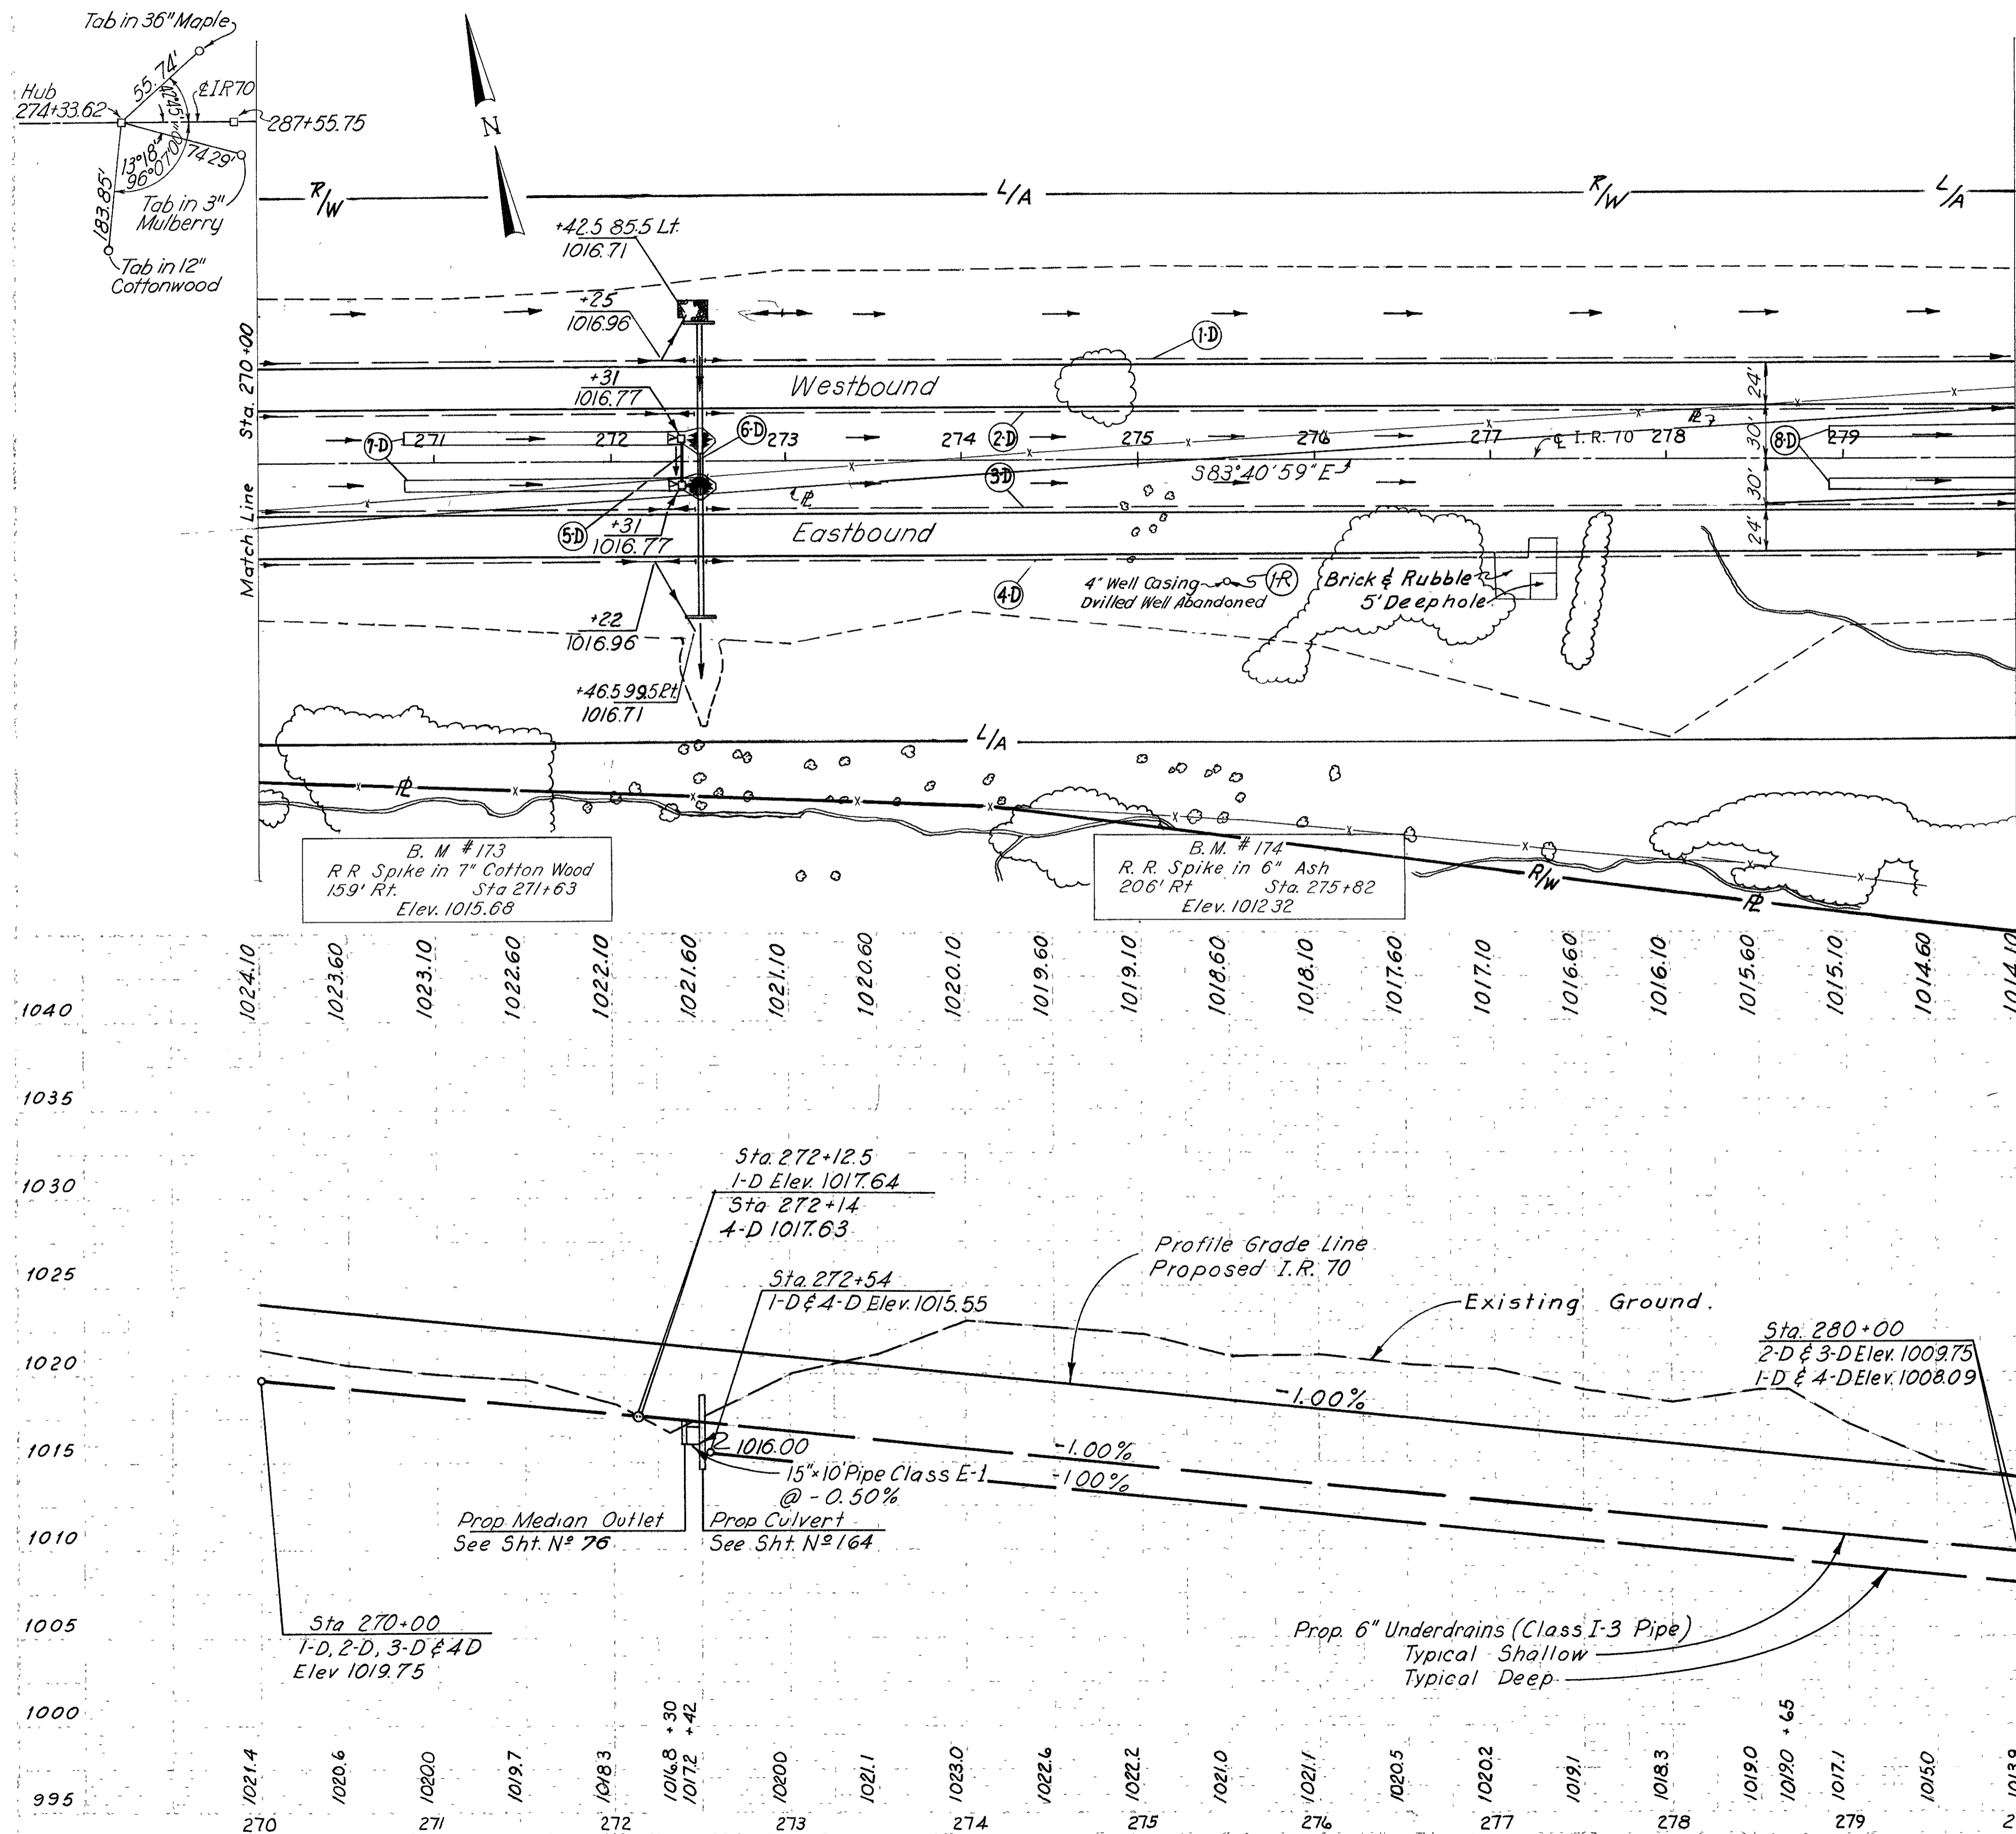 Tab in 36" Maple
55.74'
42°45'
Hub
274+33.62
℄ I R 70
287+55.75
13°18'
96°07'00"
74 29'
183.85'
Tab in 3"
Mulberry
Tab in 12"
Cottonwood
N
R/W
L/A
R/W
L/A
+42.5 85.5 Lt.
1016.71
+25
1016.96
1-D
Match Line Sta. 270+00
+31
1016.77
Westbound
24'
7-D
271
272
6-D
273
274
2-D
275
276
277
℄ I. R. 70
278
8-D
279
30'
S83°40'59"E
3-D
30'
5-D
+31
1016.77
Eastbound
24'
4" Well Casing
1-R
Drilled Well Abandoned
4-D
Brick & Rubble
5' Deep hole
+22
1016.96
+46.5 99.5 Rt.
1016.71
L/A
B. M #173
R R Spike in 7" Cotton Wood
159' Rt. Sta 271+63
Elev. 1015.68
B. M. #174
R. R. Spike in 6" Ash
206' Rt Sta. 275+82
Elev. 1012 32
R/W
1024.10 1023.60 1023.10 1022.60 1022.10 1021.60 1021.10 1020.60 1020.10 1019.60 1019.10 1018.60 1018.10 1017.60 1017.10 1016.60 1016.10 1015.60 1015.10 1014.60 1014.10
1040
1035
1030
1025
1020
1015
1010
1005
1000
995
Sta. 272+12.5
1-D Elev. 1017.64
Sta 272+14
4-D 1017.63
Sta. 272+54
1-D & 4-D Elev. 1015.55
Profile Grade Line
Proposed I.R. 70
Existing Ground.
Sta. 280+00
2-D & 3-D Elev. 1009.75
1-D & 4-D Elev. 1008.09
-1.00%
-1.00%
-1 00%
1016.00
15"x10' Pipe Class E-1
@ -0.50%
Prop Median Outlet
See Sht. Nº 76
Prop Culvert
See Sht. Nº 164
Sta 270+00
1-D, 2-D, 3-D & 4 D
Elev 1019.75
Prop. 6" Underdrains (Class I-3 Pipe)
Typical Shallow
Typical Deep
1021.4 1020.6 1020.0 1019.7 1018.3 1016.8 +30 1017.2 +42 1020.0 1021.1 1023.0 1022.6 1022.2 1021.0 1021.1 1020.5 1020.2 1019.1 1018.3 1019.0 1019.0 +65 1017.1 1015.0 1013.9
270 271 272 273 274 275 276 277 278 279